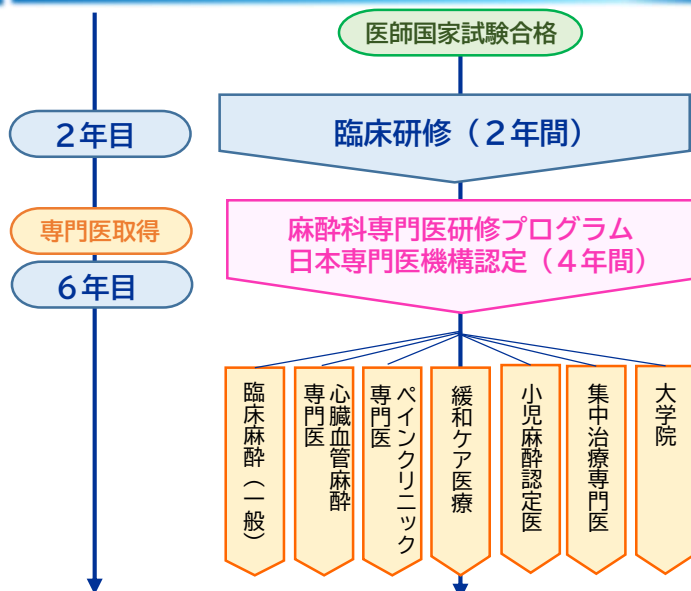 医師国家試験合格
2年目
臨床研修（2年間）
専門医取得
麻酔科専門医研修プログラム
日本専門医機構認定（4年間）
6年目
臨床麻酔（一般）
心臓血管麻酔
専門医
ペインクリニック
専門医
緩和ケア医療
小児麻酔認定医
集中治療専門医
大学院